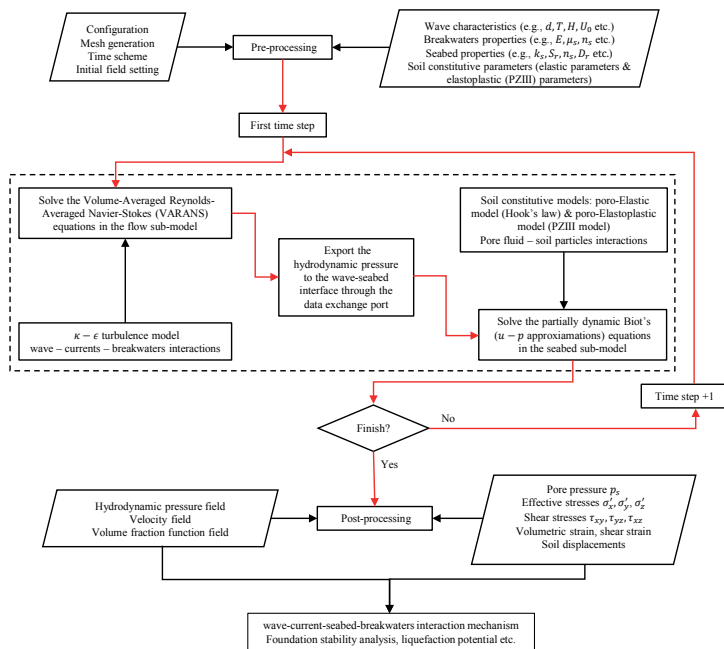 Configuration
Mesh generation
Time scheme
Initial field setting
Pre-processing
Wave characteristics (e.g., d, T, H, U₀ etc.)
Breakwaters properties (e.g., E, μₛ, nₛ etc.)
Seabed properties (e.g., kₛ, Sᵣ, nₛ, Dᵣ etc.)
Soil constitutive parameters (elastic parameters &
elastoplastic (PZIII) parameters)
First time step
Solve the Volume-Averaged Reynolds-
Averaged Navier-Stokes (VARANS)
equations in the flow sub-model
Soil constitutive models: poro-Elastic
model (Hook's law) & poro-Elastoplastic
model (PZIII model)
Pore fluid – soil particles interactions
Export the
hydrodynamic pressure
to the wave-seabed
interface through the
data exchange port
κ − ϵ turbulence model
wave – currents – breakwaters interactions
Solve the partially dynamic Biot's
(u − p approxiamations) equations
in the seabed sub-model
Time step +1
Finish?
No
Yes
Hydrodynamic pressure field
Velocity field
Volume fraction function field
Post-processing
Pore pressure pₛ
Effective stresses σ′ₓ, σ′ᵧ, σ′_z
Shear stresses τ_xy, τ_yz, τ_xz
Volumetric strain, shear strain
Soil displacements
wave-current-seabed-breakwaters interaction mechanism
Foundation stability analysis, liquefaction potential etc.